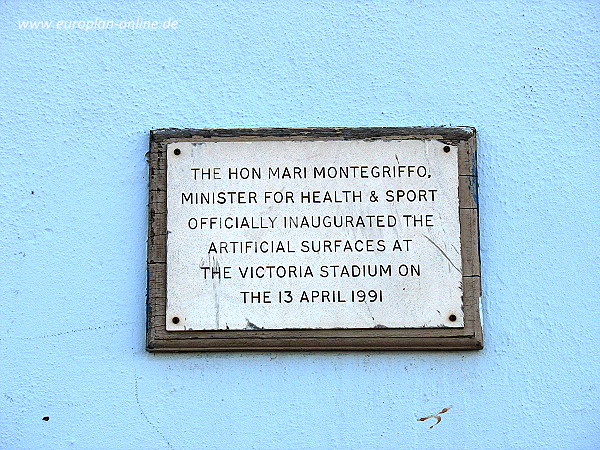 www.europlan-online.de
THE HON MARI MONTEGRIFFO,
MINISTER FOR HEALTH & SPORT
OFFICIALLY INAUGURATED THE
ARTIFICIAL SURFACES AT
THE VICTORIA STADIUM ON
THE 13 APRIL 1991